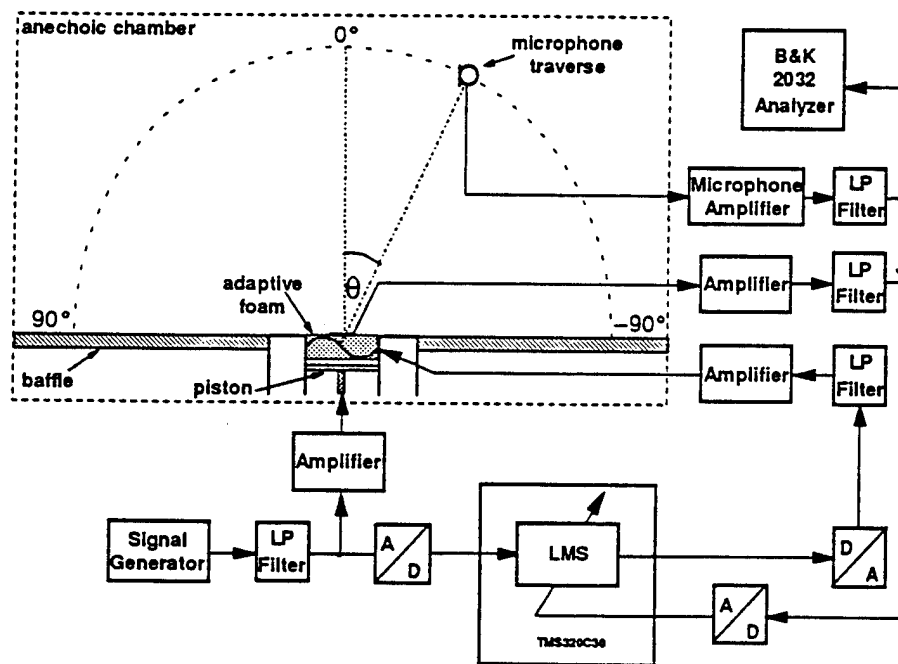 anechoic chamber
0°
microphone
traverse
B&K
2032
Analyzer
Microphone
Amplifier
LP
Filter
θ
adaptive
foam
Amplifier
LP
Filter
90°
-90°
baffle
piston
Amplifier
LP
Filter
Amplifier
Signal
Generator
LP
Filter
A
D
LMS
D
A
A
D
TMS320C30